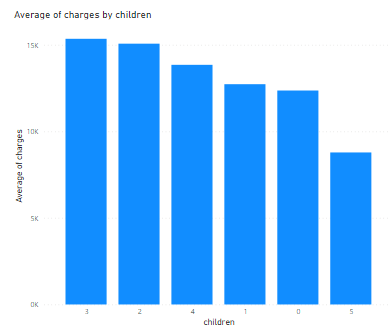 Average of charges by children
Average of charges
15K
10K
5K
0K
3 2 4 1 0 5
children